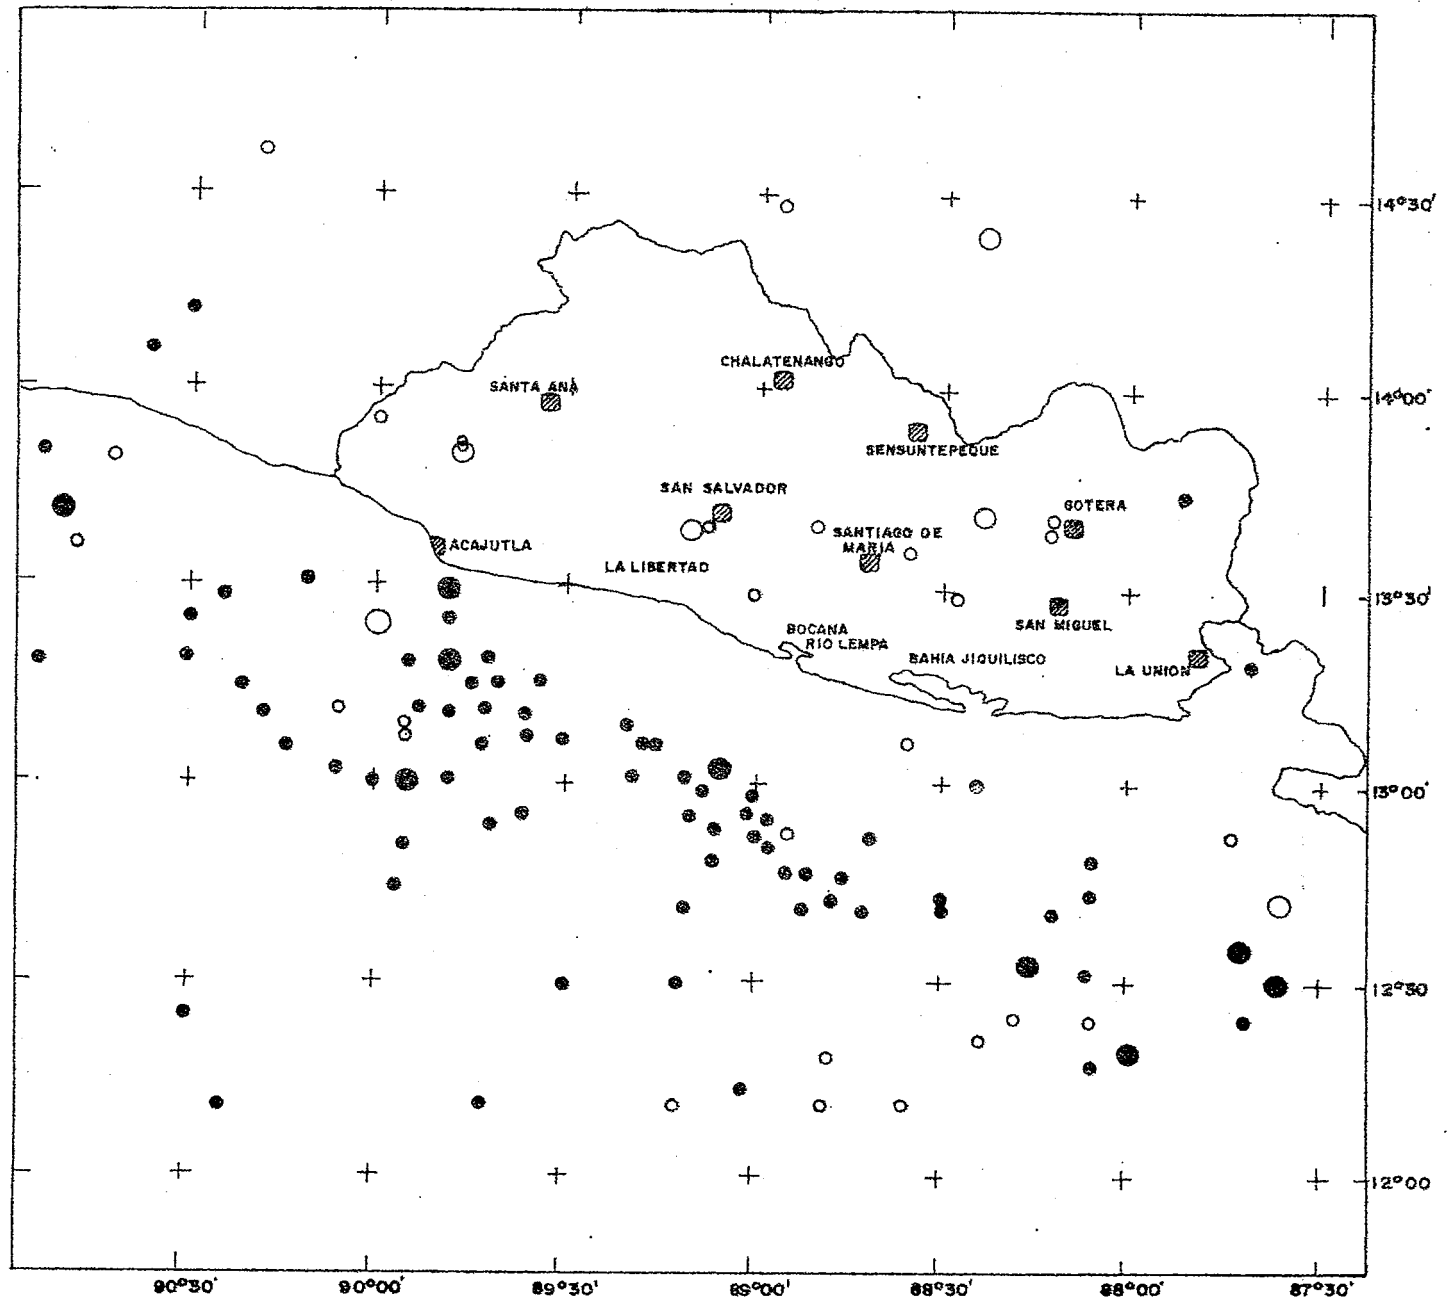 14°30'
CHALATENANGO
SANTA ANA
14°00'
SENSUNTEPEQUE
SAN SALVADOR
GOTERA
SANTIAGO DE
MARIA
ACAJUTLA
LA LIBERTAD
13°30'
SAN MIGUEL
BOCANA
RIO LEMPA
BAHIA JIQUILISCO
LA UNION
13°00'
12°30
12°00
90°30'
90°00'
89°30'
89°00'
88°30'
88°00'
87°30'